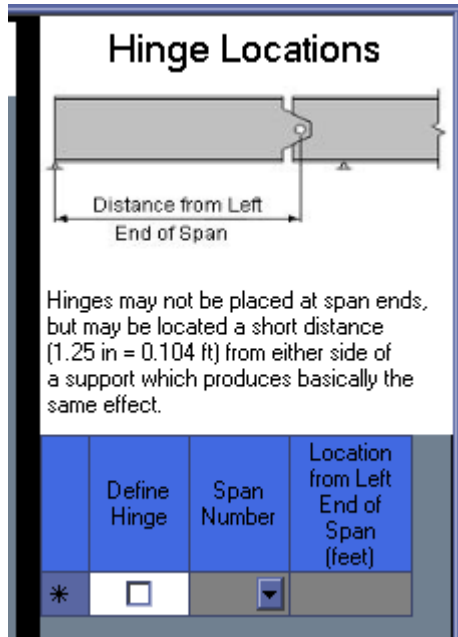 Hinge Locations
Distance from Left
End of Span
Hinges may not be placed at span ends,
but may be located a short distance
(1.25 in = 0.104 ft) from either side of
a support which produces basically the
same effect.
Define
Hinge
Span
Number
Location
from Left
End of
Span
(feet)
*